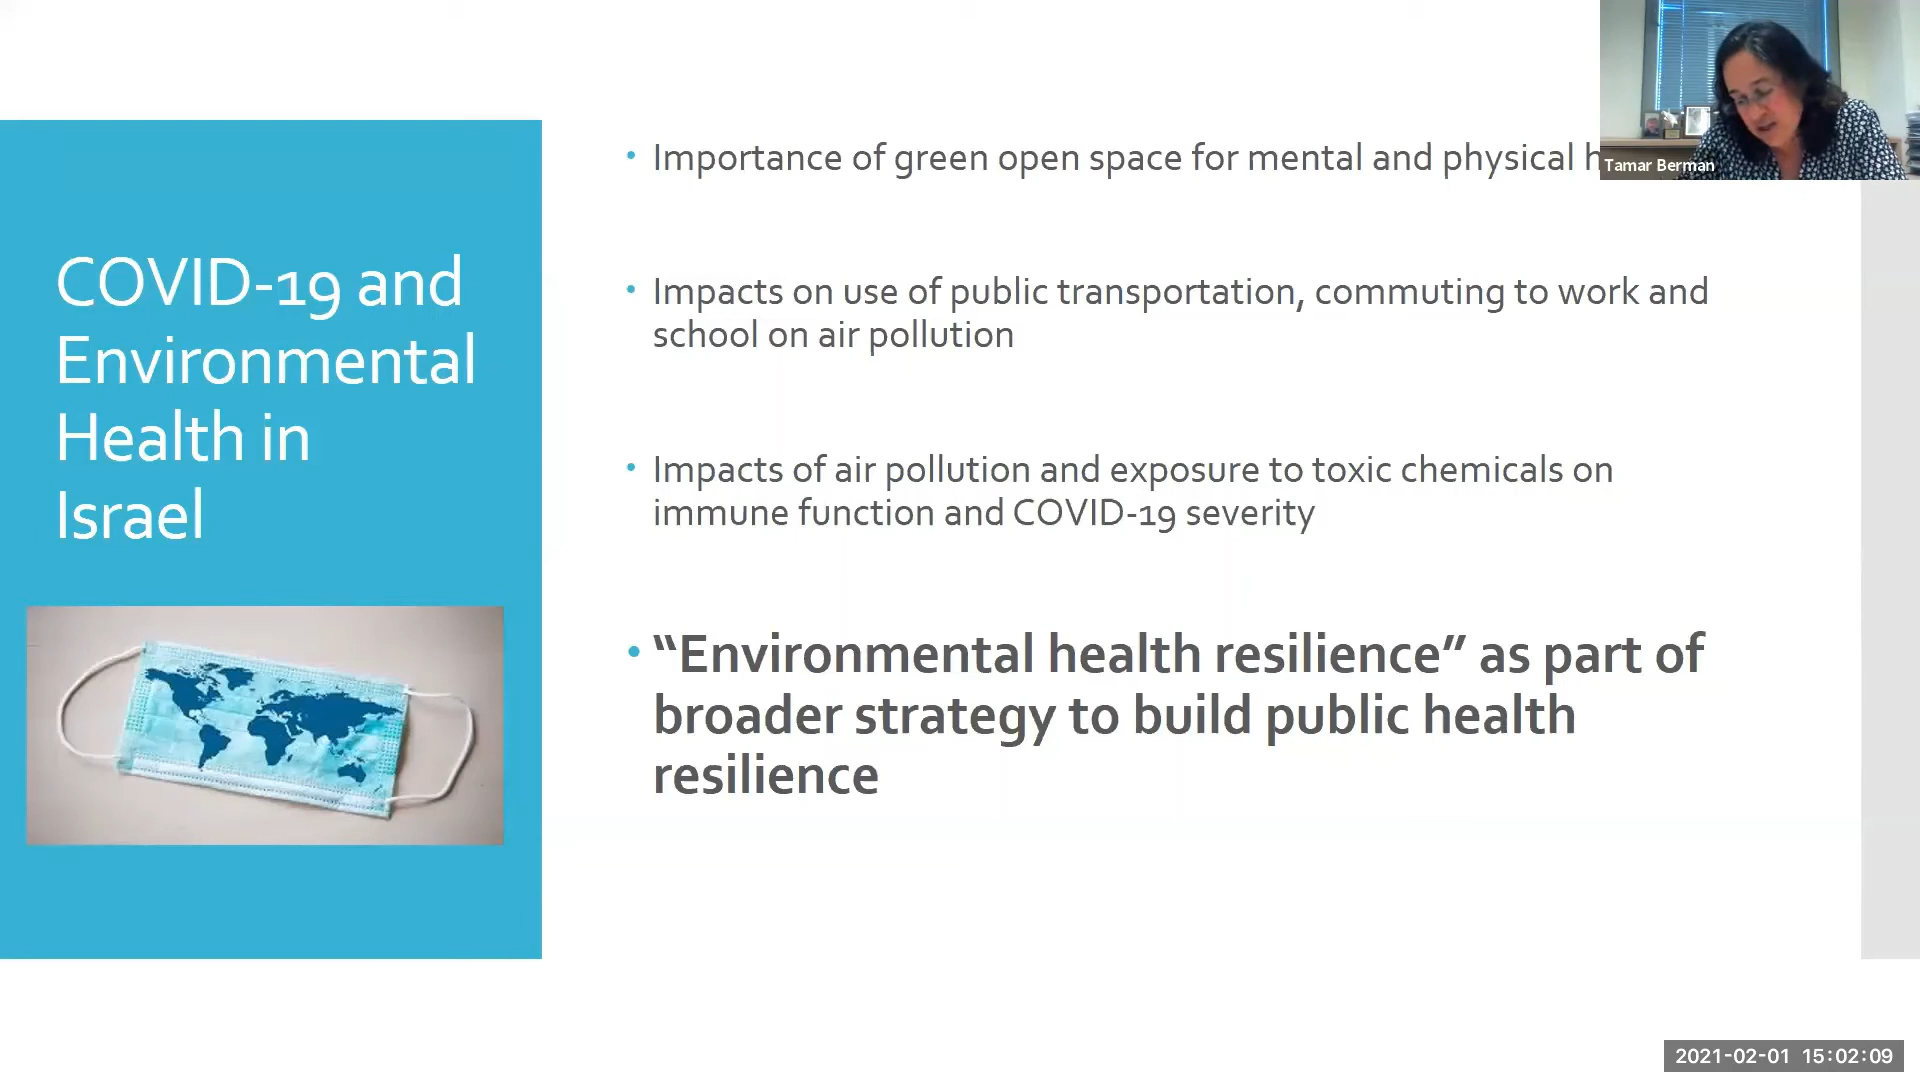 COVID-19 and
Environmental
Health in
Israel
• Importance of green open space for mental and physical
• Impacts on use of public transportation, commuting to work and
school on air pollution
• Impacts of air pollution and exposure to toxic chemicals on
immune function and COVID-19 severity
• “Environmental health resilience” as part of
broader strategy to build public health
resilience
Tamar Berman
2021-02-01 15:02:09